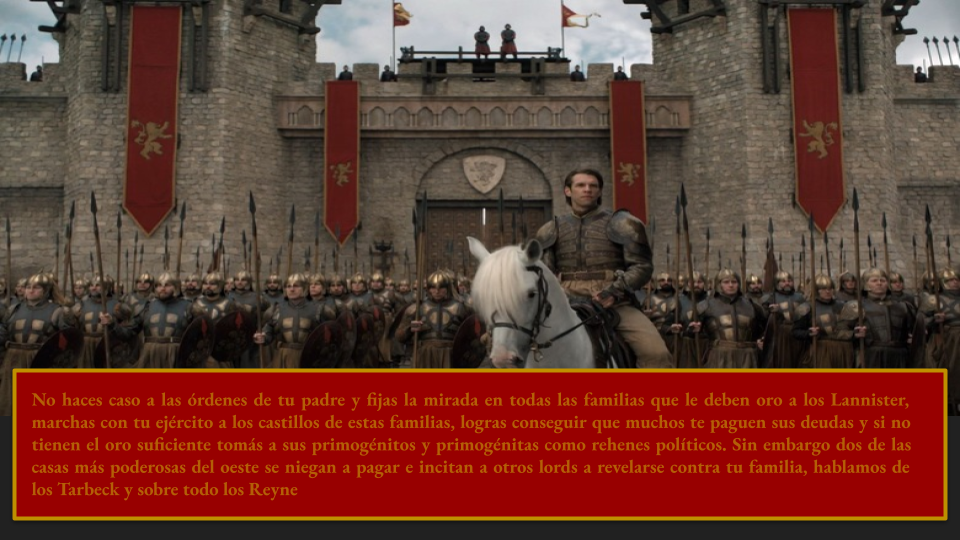 No haces caso a las órdenes de tu padre y fijas la mirada en todas las familias que le deben oro a los Lannister,
marchas con tu ejército a los castillos de estas familias, logras conseguir que muchos te paguen sus deudas y si no
tienen el oro suficiente tomás a sus primogénitos y primogénitas como rehenes políticos. Sin embargo dos de las
casas más poderosas del oeste se niegan a pagar e incitan a otros lords a revelarse contra tu familia, hablamos de
los Tarbeck y sobre todo los Reyne